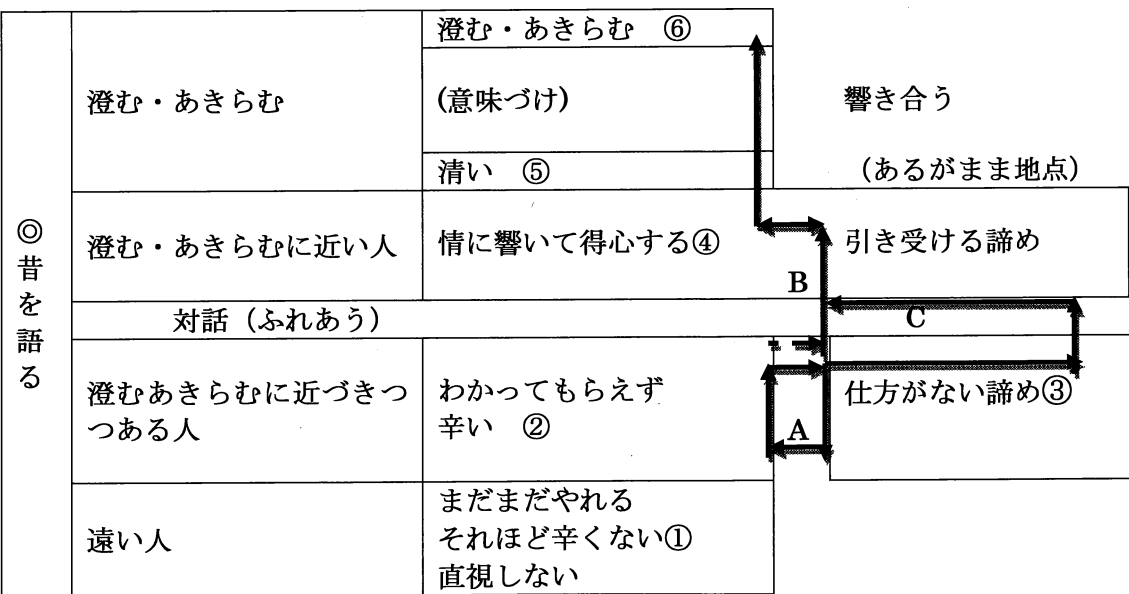 ◎昔を語る
澄む・あきらむ
澄む・あきらむ ⑥
(意味づけ)
清い ⑤
響き合う
（あるがまま地点）
澄む・あきらむに近い人
情に響いて得心する④
引き受ける諦め
B
対話（ふれあう）
C
澄むあきらむに近づきつ
つある人
わかってもらえず
辛い ②
A
仕方がない諦め③
遠い人
まだまだやれる
それほど辛くない①
直視しない